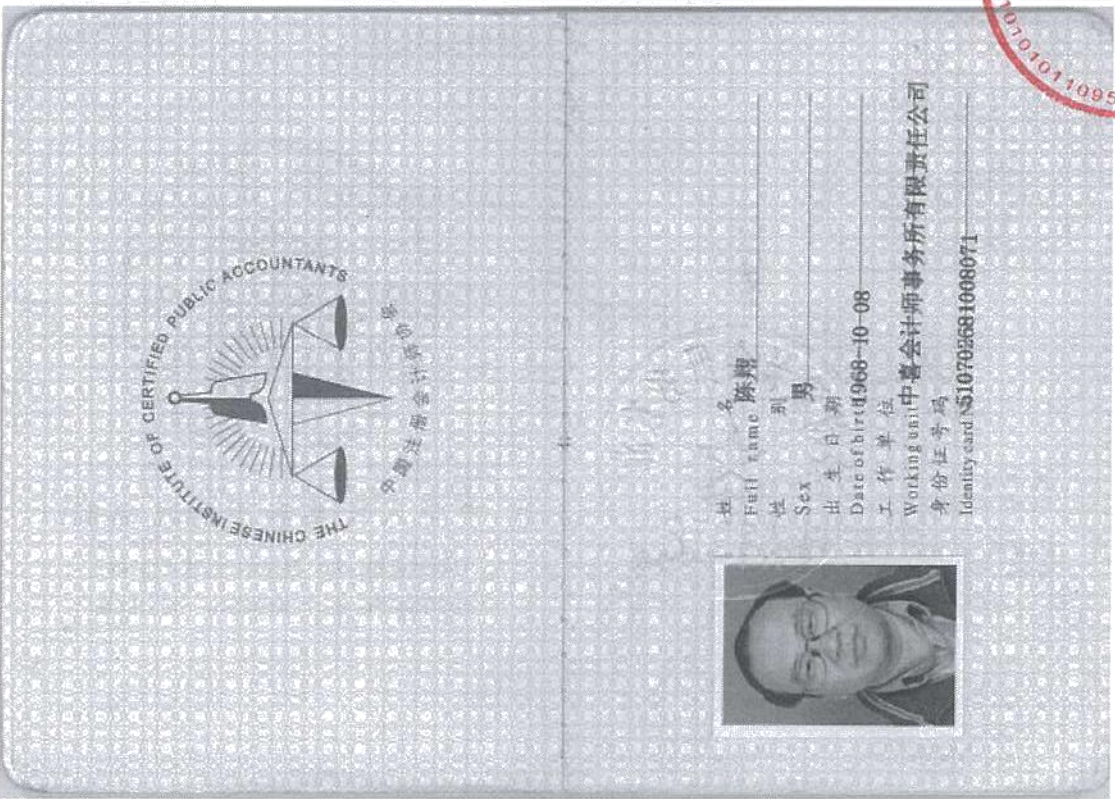 THE CHINESE INSTITUTE OF CERTIFIED PUBLIC ACCOUNTANTS
中国注册会计师协会
姓 名
Full name 陈翔
性 别
Sex 男
出 生 日 期
Date of birth 1968-10-08
工 作 单 位
Working unit 中喜会计师事务所有限责任公司
身份证号码
Identity card No 510702681008071